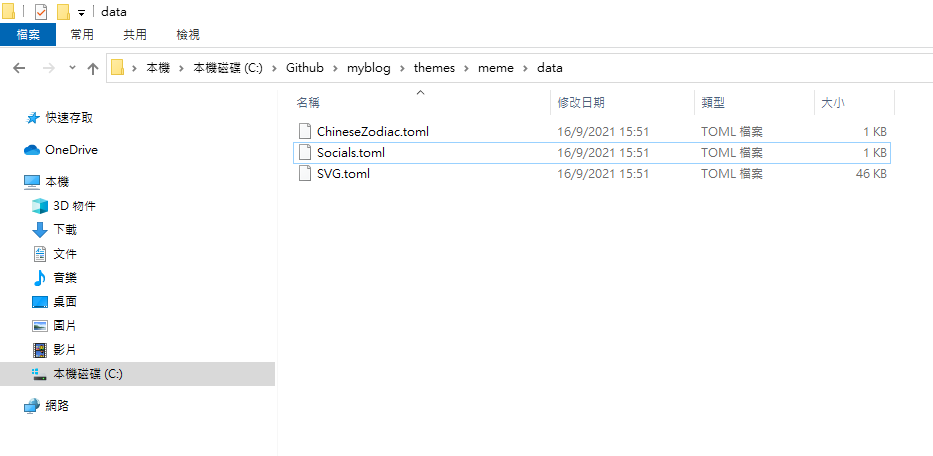 data
檔案 常用 共用 檢視
本機 本機磁碟 (C:) Github myblog themes meme data
名稱 修改日期 類型 大小
ChineseZodiac.toml 16/9/2021 15:51 TOML 檔案 1 KB
Socials.toml 16/9/2021 15:51 TOML 檔案 1 KB
SVG.toml 16/9/2021 15:51 TOML 檔案 46 KB
快速存取
OneDrive
本機
3D 物件
下載
文件
音樂
桌面
圖片
影片
本機磁碟 (C:)
網路